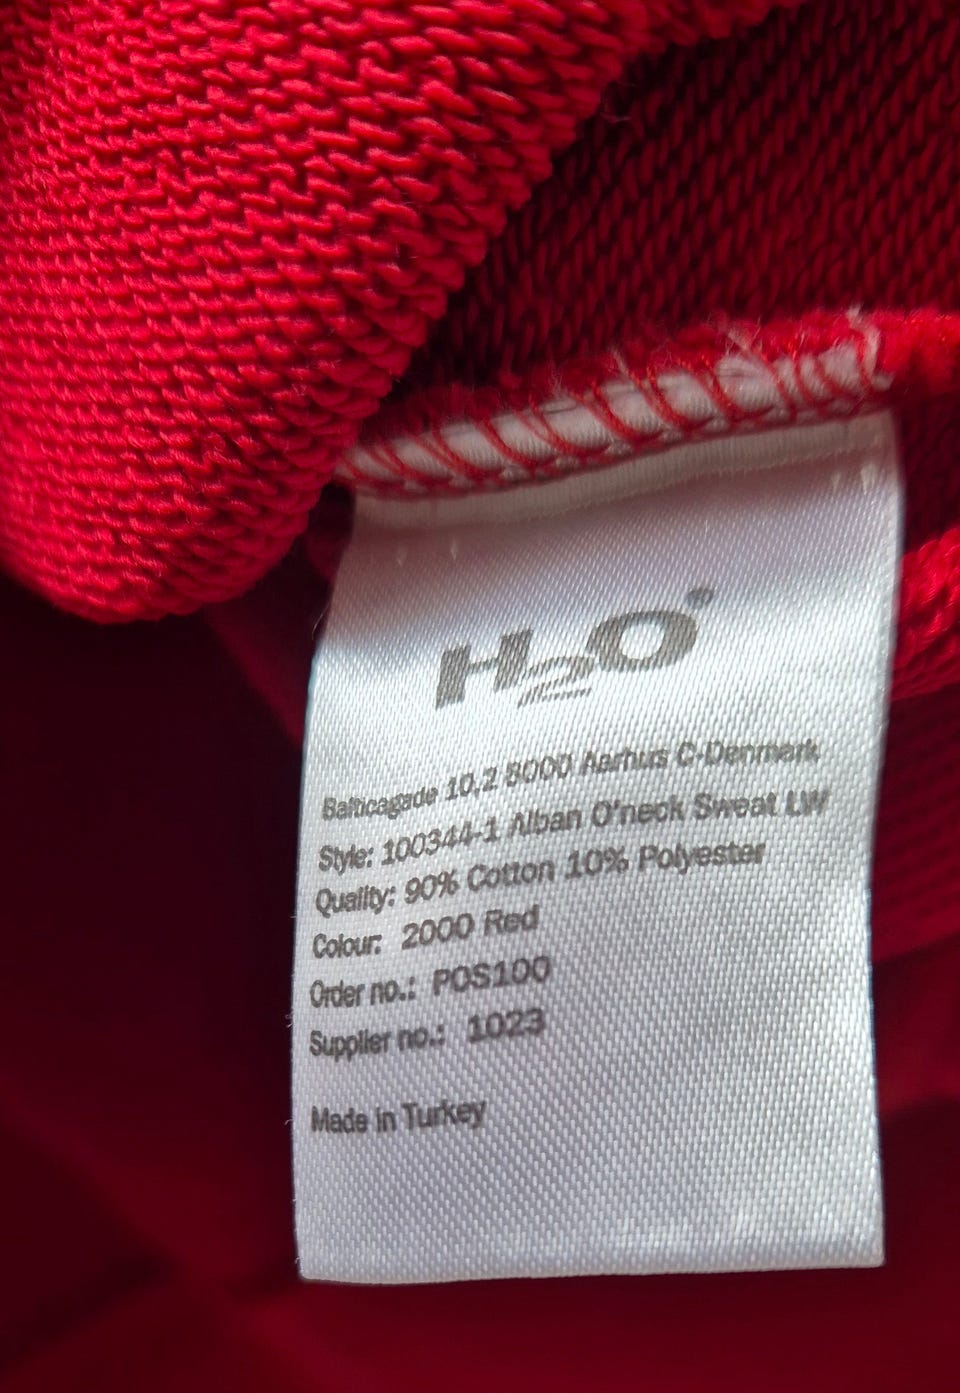 H2O
Balticagade 10,2 8000 Aarhus C-Denmark
Style: 100344-1 Alban O'neck Sweat LW
Quality: 90% Cotton 10% Polyester
Colour: 2000 Red
Order no.: POS100
Supplier no.: 1023
Made in Turkey